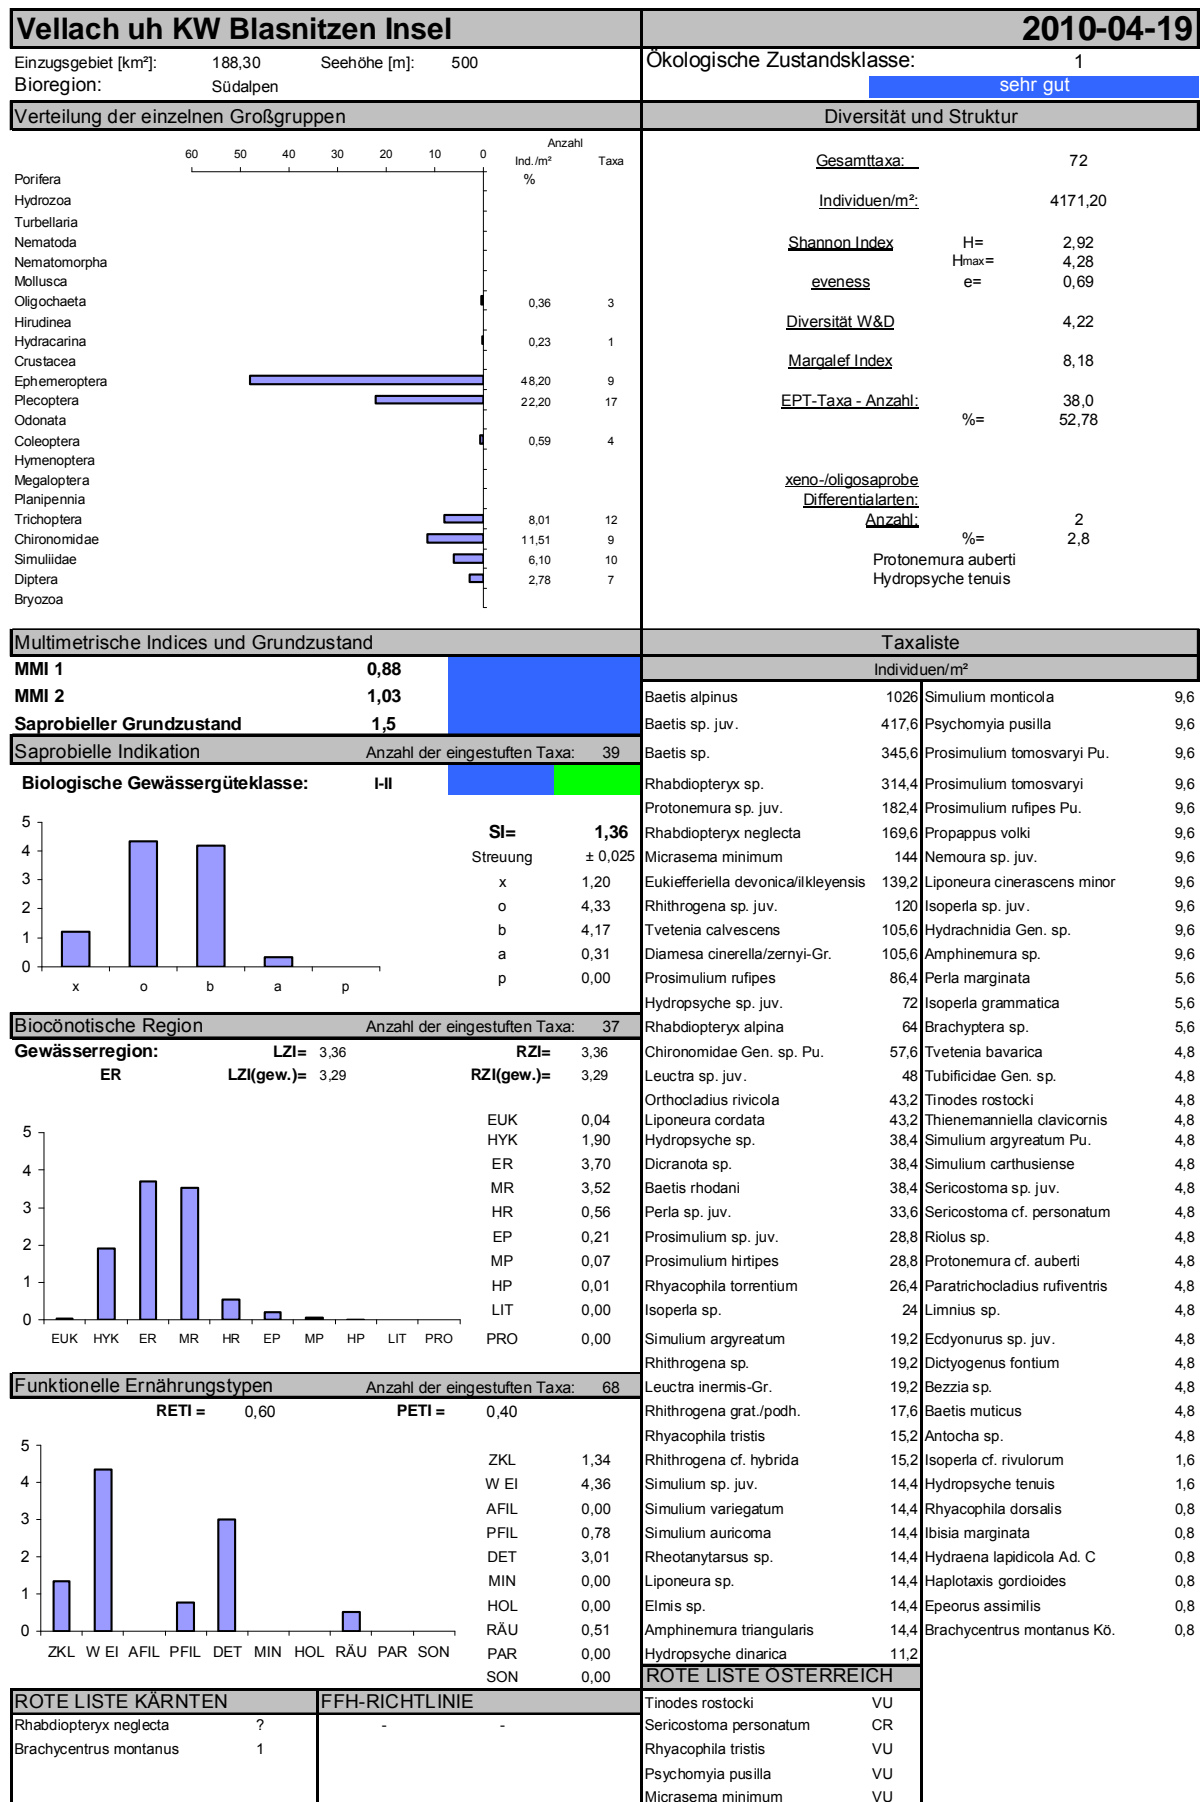 Vellach uh KW Blasnitzen Insel 2010-04-19
Einzugsgebiet [km²]: 188,30 Seehöhe [m]: 500
Bioregion: Südalpen
Ökologische Zustandsklasse: 1
sehr gut
Verteilung der einzelnen Großgruppen
Anzahl
60 50 40 30 20 10 0 Ind./m² Taxa
Porifera %
Hydrozoa
Turbellaria
Nematoda
Nematomorpha
Mollusca
Oligochaeta 0,36 3
Hirudinea
Hydracarina 0,23 1
Crustacea
Ephemeroptera 48,20 9
Plecoptera 22,20 17
Odonata
Coleoptera 0,59 4
Hymenoptera
Megaloptera
Planipennia
Trichoptera 8,01 12
Chironomidae 11,51 9
Simuliidae 6,10 10
Diptera 2,78 7
Bryozoa
Diversität und Struktur
Gesamttaxa: 72
Individuen/m²: 4171,20
Shannon Index H= 2,92
Hmax= 4,28
eveness e= 0,69
Diversität W&D 4,22
Margalef Index 8,18
EPT-Taxa - Anzahl: 38,0
%= 52,78
xeno-/oligosaprobe
Differentialarten:
Anzahl: 2
%= 2,8
Protonemura auberti
Hydropsyche tenuis
Multimetrische Indices und Grundzustand
MMI 1 0,88
MMI 2 1,03
Saprobieller Grundzustand 1,5
Saprobielle Indikation Anzahl der eingestuften Taxa: 39
Biologische Gewässergüteklasse: I-II
5
4
3
2
1
0
x o b a p
SI= 1,36
Streuung ± 0,025
x 1,20
o 4,33
b 4,17
a 0,31
p 0,00
Biocönotische Region Anzahl der eingestuften Taxa: 37
Gewässerregion: LZI= 3,36 RZI= 3,36
ER LZI(gew.)= 3,29 RZI(gew.)= 3,29
5
4
3
2
1
0
EUK HYK ER MR HR EP MP HP LIT PRO
EUK 0,04
HYK 1,90
ER 3,70
MR 3,52
HR 0,56
EP 0,21
MP 0,07
HP 0,01
LIT 0,00
PRO 0,00
Funktionelle Ernährungstypen Anzahl der eingestuften Taxa: 68
RETI = 0,60 PETI = 0,40
5
4
3
2
1
0
ZKL W EI AFIL PFIL DET MIN HOL RÄU PAR SON
ZKL 1,34
W EI 4,36
AFIL 0,00
PFIL 0,78
DET 3,01
MIN 0,00
HOL 0,00
RÄU 0,51
PAR 0,00
SON 0,00
ROTE LISTE KÄRNTEN
Rhabdiopteryx neglecta ?
Brachycentrus montanus 1
FFH-RICHTLINIE
- -
Taxaliste
Individuen/m²
Baetis alpinus 1026 Simulium monticola 9,6
Baetis sp. juv. 417,6 Psychomyia pusilla 9,6
Baetis sp. 345,6 Prosimulium tomosvaryi Pu. 9,6
Rhabdiopteryx sp. 314,4 Prosimulium tomosvaryi 9,6
Protonemura sp. juv. 182,4 Prosimulium rufipes Pu. 9,6
Rhabdiopteryx neglecta 169,6 Propappus volki 9,6
Micrasema minimum 144 Nemoura sp. juv. 9,6
Eukiefferiella devonica/ilkleyensis 139,2 Liponeura cinerascens minor 9,6
Rhithrogena sp. juv. 120 Isoperla sp. juv. 9,6
Tvetenia calvescens 105,6 Hydrachnidia Gen. sp. 9,6
Diamesa cinerella/zernyi-Gr. 105,6 Amphinemura sp. 9,6
Prosimulium rufipes 86,4 Perla marginata 5,6
Hydropsyche sp. juv. 72 Isoperla grammatica 5,6
Rhabdiopteryx alpina 64 Brachyptera sp. 5,6
Chironomidae Gen. sp. Pu. 57,6 Tvetenia bavarica 4,8
Leuctra sp. juv. 48 Tubificidae Gen. sp. 4,8
Orthocladius rivicola 43,2 Tinodes rostocki 4,8
Liponeura cordata 43,2 Thienemanniella clavicornis 4,8
Hydropsyche sp. 38,4 Simulium argyreatum Pu. 4,8
Dicranota sp. 38,4 Simulium carthusiense 4,8
Baetis rhodani 38,4 Sericostoma sp. juv. 4,8
Perla sp. juv. 33,6 Sericostoma cf. personatum 4,8
Prosimulium sp. juv. 28,8 Riolus sp. 4,8
Prosimulium hirtipes 28,8 Protonemura cf. auberti 4,8
Rhyacophila torrentium 26,4 Paratrichocladius rufiventris 4,8
Isoperla sp. 24 Limnius sp. 4,8
Simulium argyreatum 19,2 Ecdyonurus sp. juv. 4,8
Rhithrogena sp. 19,2 Dictyogenus fontium 4,8
Leuctra inermis-Gr. 19,2 Bezzia sp. 4,8
Rhithrogena grat./podh. 17,6 Baetis muticus 4,8
Rhyacophila tristis 15,2 Antocha sp. 4,8
Rhithrogena cf. hybrida 15,2 Isoperla cf. rivulorum 1,6
Simulium sp. juv. 14,4 Hydropsyche tenuis 1,6
Simulium variegatum 14,4 Rhyacophila dorsalis 0,8
Simulium auricoma 14,4 Ibisia marginata 0,8
Rheotanytarsus sp. 14,4 Hydraena lapidicola Ad. C 0,8
Liponeura sp. 14,4 Haplotaxis gordioides 0,8
Elmis sp. 14,4 Epeorus assimilis 0,8
Amphinemura triangularis 14,4 Brachycentrus montanus Kö. 0,8
Hydropsyche dinarica 11,2
ROTE LISTE ÖSTERREICH
Tinodes rostocki VU
Sericostoma personatum CR
Rhyacophila tristis VU
Psychomyia pusilla VU
Micrasema minimum VU